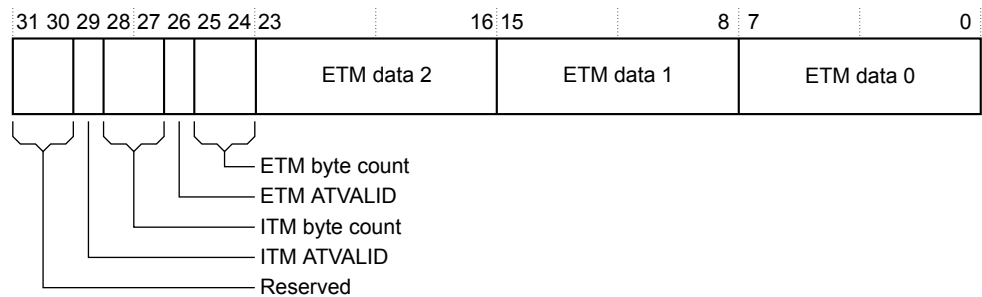 31 30 29 28 27 26 25 24 23 16 15 8 7 0
ETM data 2 ETM data 1 ETM data 0
ETM byte count
ETM ATVALID
ITM byte count
ITM ATVALID
Reserved